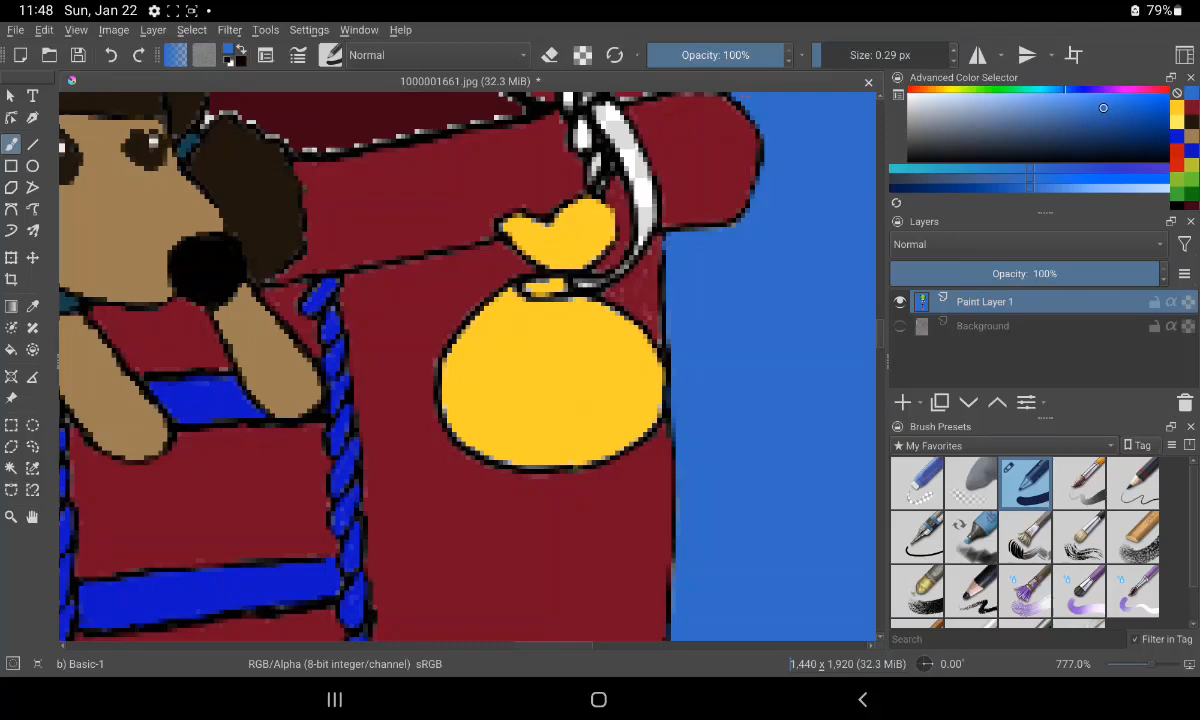 11:48 Sun, Jan 22 79%
File Edit View Image Layer Select Filter Tools Settings Window Help
Normal Opacity: 100% Size: 0.29 px
1000001661.jpg (32.3 MiB) *
Advanced Color Selector
Layers
Normal
Opacity: 100%
Paint Layer 1
Background
Brush Presets
★ My Favorites Tag
Search Filter in Tag
b) Basic-1 RGB/Alpha (8-bit integer/channel) sRGB 1,440 x 1,920 (32.3 MiB) 0.00° 777.0%